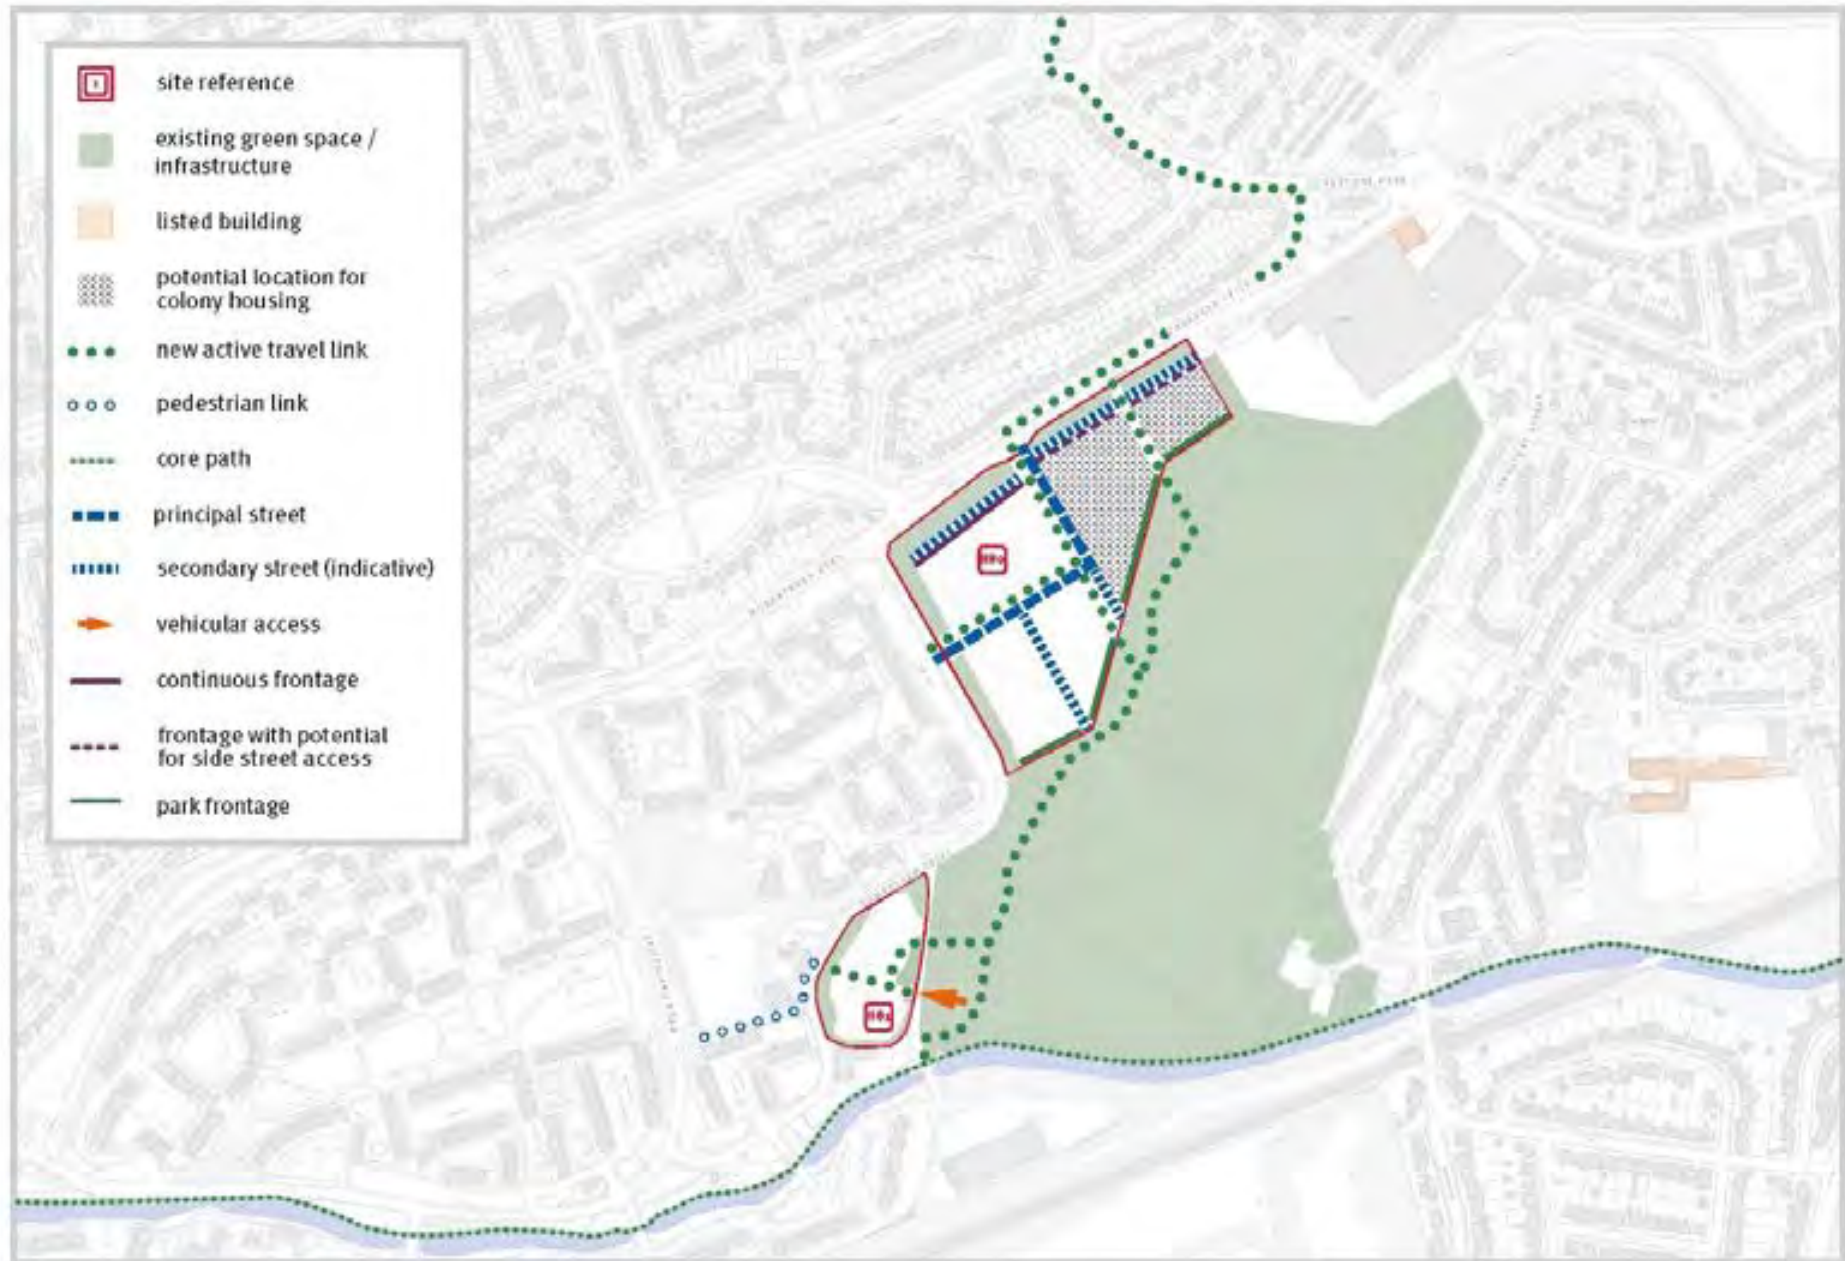 site reference
existing green space /
infrastructure
listed building
potential location for
colony housing
new active travel link
pedestrian link
core path
principal street
secondary street (indicative)
vehicular access
continuous frontage
frontage with potential
for side street access
park frontage